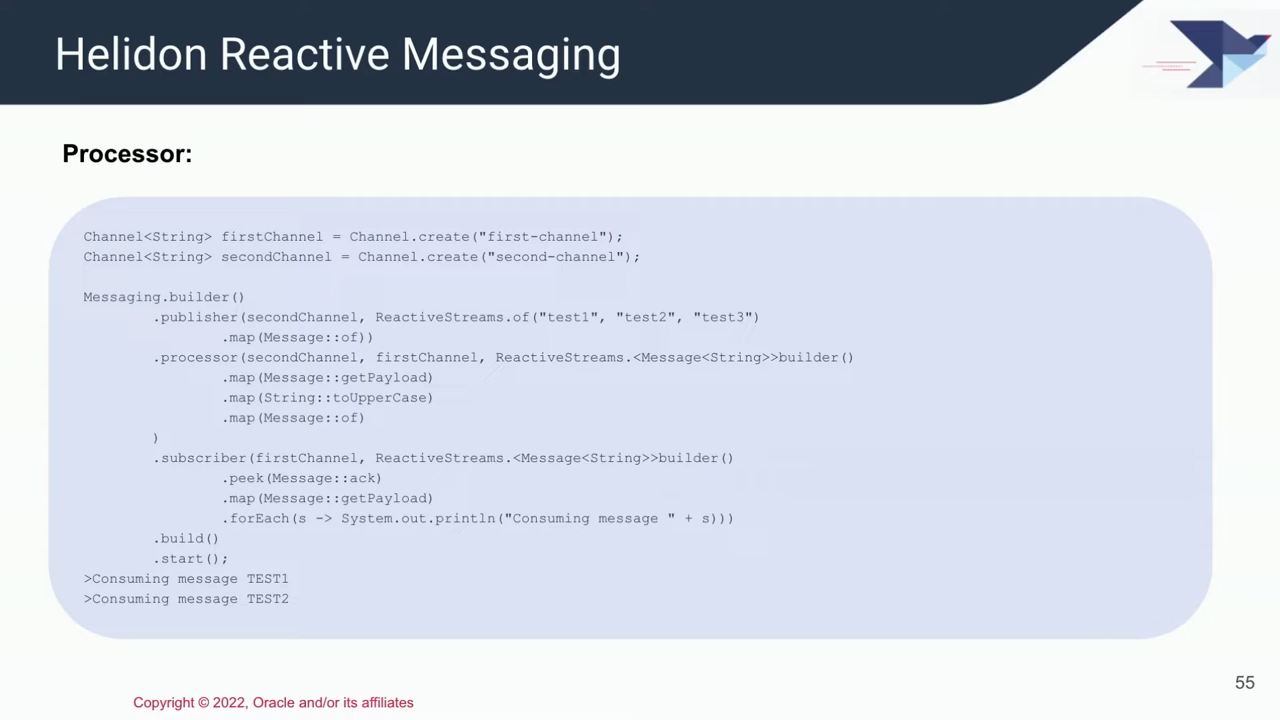 Helidon Reactive Messaging
Processor:
Channel<String> firstChannel = Channel.create("first-channel");
Channel<String> secondChannel = Channel.create("second-channel");
Messaging.builder()
.publisher(secondChannel, ReactiveStreams.of("test1", "test2", "test3")
.map(Message::of))
.processor(secondChannel, firstChannel, ReactiveStreams.<Message<String>>builder()
.map(Message::getPayload)
.map(String::toUpperCase)
.map(Message::of)
)
.subscriber(firstChannel, ReactiveStreams.<Message<String>>builder()
.peek(Message::ack)
.map(Message::getPayload)
.forEach(s -> System.out.println("Consuming message " + s)))
.build()
.start();
>Consuming message TEST1
>Consuming message TEST2
55
Copyright © 2022, Oracle and/or its affiliates